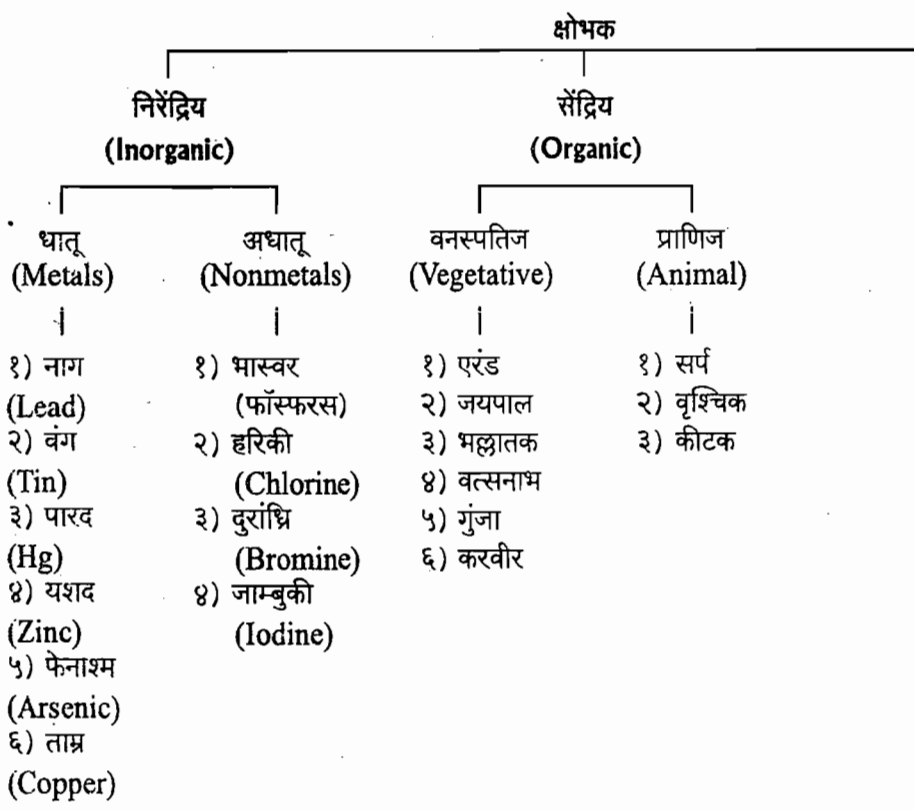 क्षोभक
निरेंद्रिय
(Inorganic)
सेंद्रिय
(Organic)
धातू
(Metals)
अधातू
(Nonmetals)
वनस्पतिज
(Vegetative)
प्राणिज
(Animal)
१) नाग
(Lead)
२) वंग
(Tin)
३) पारद
(Hg)
४) यशद
(Zinc)
५) फेनाश्म
(Arsenic)
६) ताम्र
(Copper)
१) भास्वर
(फॉस्फरस)
२) हरिकी
(Chlorine)
३) दुरांध्रि
(Bromine)
४) जाम्बुकी
(Iodine)
१) एरंड
२) जयपाल
३) भल्लातक
४) वत्सनाभ
५) गुंजा
६) करवीर
१) सर्प
२) वृश्चिक
३) कीटक